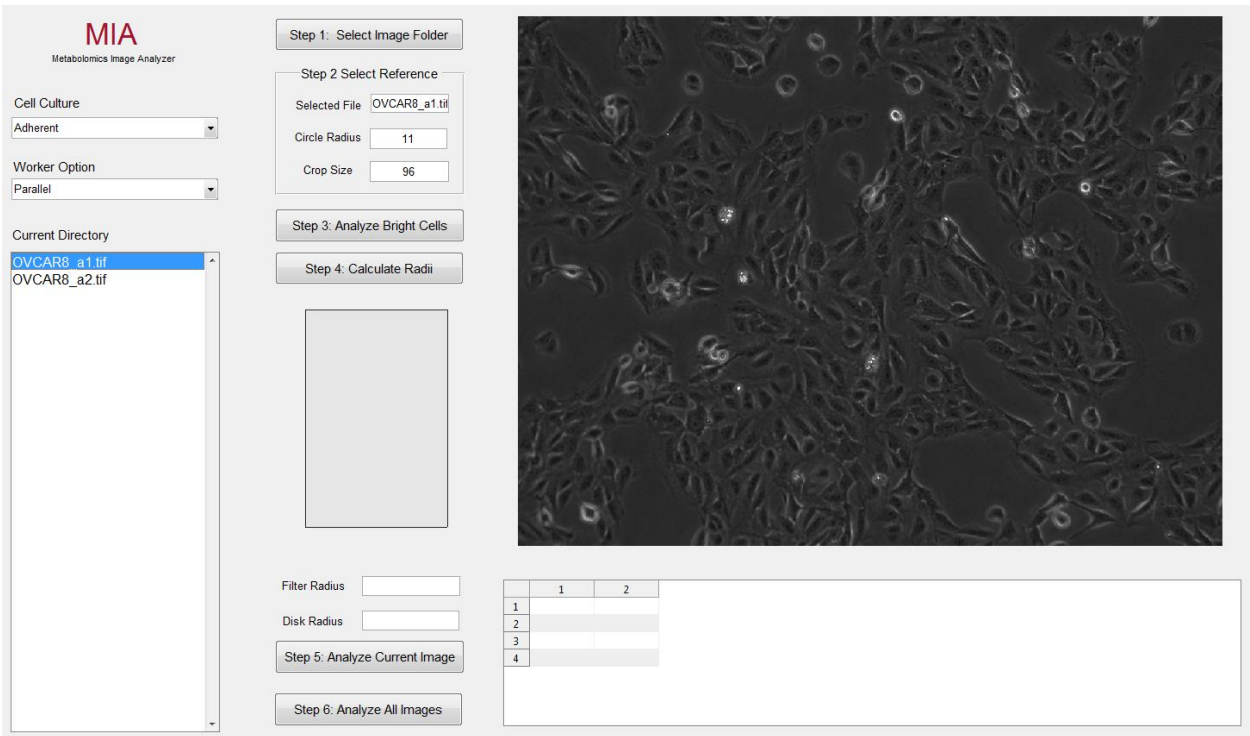 MIA
Metabolomics Image Analyzer
Cell Culture
Adherent
Worker Option
Parallel
Current Directory
OVCAR8_a1.tif
OVCAR8_a2.tif
Step 1: Select Image Folder
Step 2 Select Reference
Selected File OVCAR8_a1.tif
Circle Radius 11
Crop Size 96
Step 3: Analyze Bright Cells
Step 4: Calculate Radii
Filter Radius
Disk Radius
Step 5: Analyze Current Image
Step 6: Analyze All Images
1 2
1
2
3
4